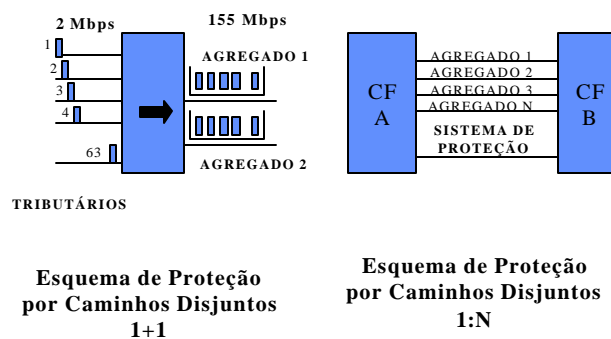 2 Mbps
155 Mbps
1
2
3
4
63
AGREGADO 1
AGREGADO 2
TRIBUTÁRIOS
Esquema de Proteção
por Caminhos Disjuntos
1+1
CF
A
AGREGADO 1
AGREGADO 2
AGREGADO 3
AGREGADO N
SISTEMA DE
PROTEÇÃO
CF
B
Esquema de Proteção
por Caminhos Disjuntos
1:N